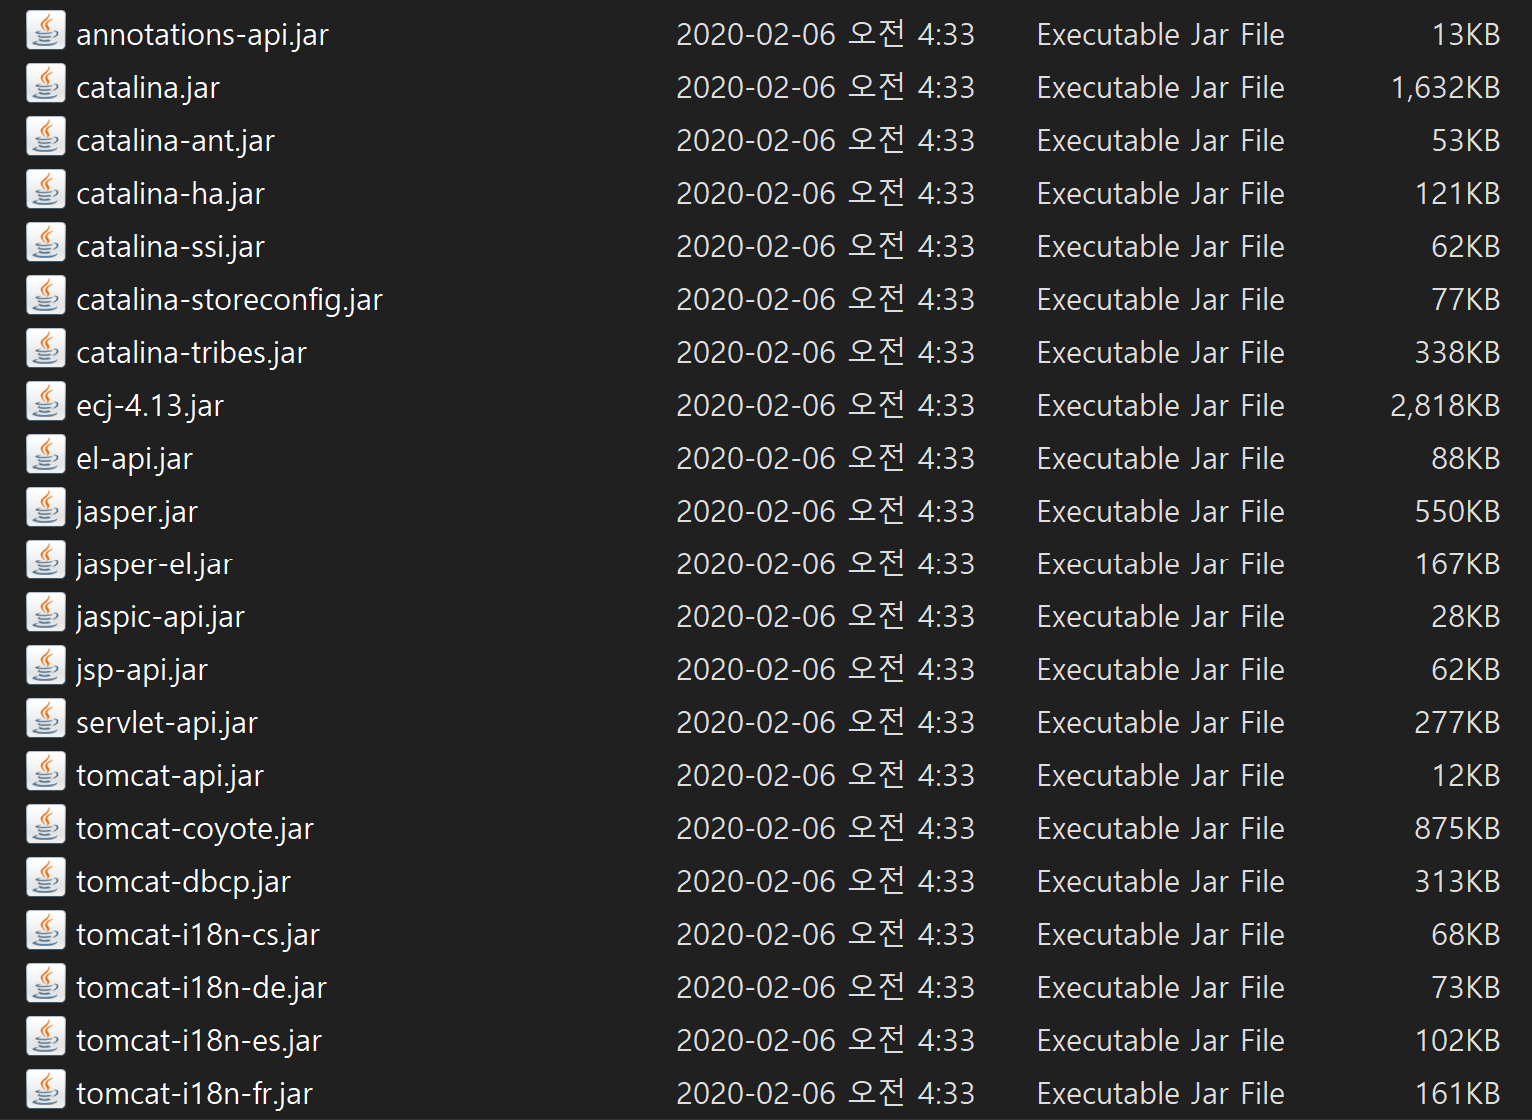 annotations-api.jar 2020-02-06 오전 4:33 Executable Jar File 13KB
catalina.jar 2020-02-06 오전 4:33 Executable Jar File 1,632KB
catalina-ant.jar 2020-02-06 오전 4:33 Executable Jar File 53KB
catalina-ha.jar 2020-02-06 오전 4:33 Executable Jar File 121KB
catalina-ssi.jar 2020-02-06 오전 4:33 Executable Jar File 62KB
catalina-storeconfig.jar 2020-02-06 오전 4:33 Executable Jar File 77KB
catalina-tribes.jar 2020-02-06 오전 4:33 Executable Jar File 338KB
ecj-4.13.jar 2020-02-06 오전 4:33 Executable Jar File 2,818KB
el-api.jar 2020-02-06 오전 4:33 Executable Jar File 88KB
jasper.jar 2020-02-06 오전 4:33 Executable Jar File 550KB
jasper-el.jar 2020-02-06 오전 4:33 Executable Jar File 167KB
jaspic-api.jar 2020-02-06 오전 4:33 Executable Jar File 28KB
jsp-api.jar 2020-02-06 오전 4:33 Executable Jar File 62KB
servlet-api.jar 2020-02-06 오전 4:33 Executable Jar File 277KB
tomcat-api.jar 2020-02-06 오전 4:33 Executable Jar File 12KB
tomcat-coyote.jar 2020-02-06 오전 4:33 Executable Jar File 875KB
tomcat-dbcp.jar 2020-02-06 오전 4:33 Executable Jar File 313KB
tomcat-i18n-cs.jar 2020-02-06 오전 4:33 Executable Jar File 68KB
tomcat-i18n-de.jar 2020-02-06 오전 4:33 Executable Jar File 73KB
tomcat-i18n-es.jar 2020-02-06 오전 4:33 Executable Jar File 102KB
tomcat-i18n-fr.jar 2020-02-06 오전 4:33 Executable Jar File 161KB